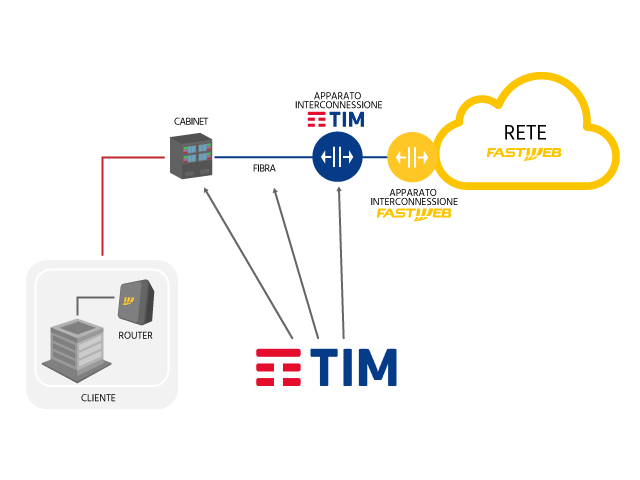 APPARATO
INTERCONNESSIONE
TIM
CABINET
FIBRA
RETE
FASTWEB
APPARATO
INTERCONNESSIONE
FASTWEB
ROUTER
CLIENTE
TIM